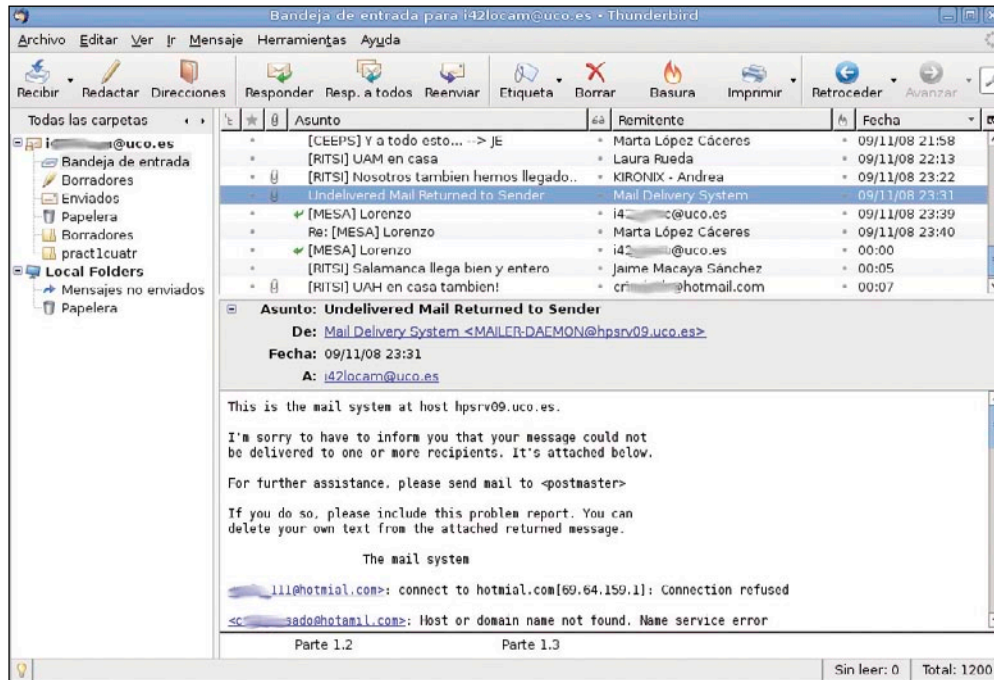 Bandeja de entrada para i42locam@uco.es - Thunderbird
Archivo Editar Ver Ir Mensaje Herramientas Ayuda
Recibir Redactar Direcciones Responder Resp. a todos Reenviar Etiqueta Borrar Basura Imprimir Retroceder Avanzar
Todas las carpetas Asunto Remitente Fecha
@uco.es
Bandeja de entrada
Borradores
Enviados
Papelera
Borradores
pract1cuatr
Local Folders
Mensajes no enviados
Papelera
[CEEPS] Y a todo esto... --> JE Marta López Cáceres 09/11/08 21:58
[RITSI] UAM en casa Laura Rueda 09/11/08 22:13
[RITSI] Nosotros tambien hemos llegado.. KIRONIX - Andrea 09/11/08 23:22
Undelivered Mail Returned to Sender Mail Delivery System 09/11/08 23:31
[MESA] Lorenzo c@uco.es 09/11/08 23:39
Re: [MESA] Lorenzo Marta López Cáceres 09/11/08 23:40
[MESA] Lorenzo i42 @uco.es 00:00
[RITSI] Salamanca llega bien y entero Jaime Macaya Sánchez 00:05
[RITSI] UAH en casa tambien! @hotmail.com 00:07
Asunto: Undelivered Mail Returned to Sender
De: Mail Delivery System <MAILER-DAEMON@hpsrv09.uco.es>
Fecha: 09/11/08 23:31
A: i42locam@uco.es
This is the mail system at host hpsrv09.uco.es.
I'm sorry to have to inform you that your message could not
be delivered to one or more recipients. It's attached below.
For further assistance, please send mail to <postmaster>
If you do so, please include this problem report. You can
delete your own text from the attached returned message.
The mail system
111@hotmial.com>: connect to hotmial.com[69.64.159.1]: Connection refused
<c sado@hotamil.com>: Host or domain name not found. Name service error
Parte 1.2 Parte 1.3
Sin leer: 0 Total: 1200